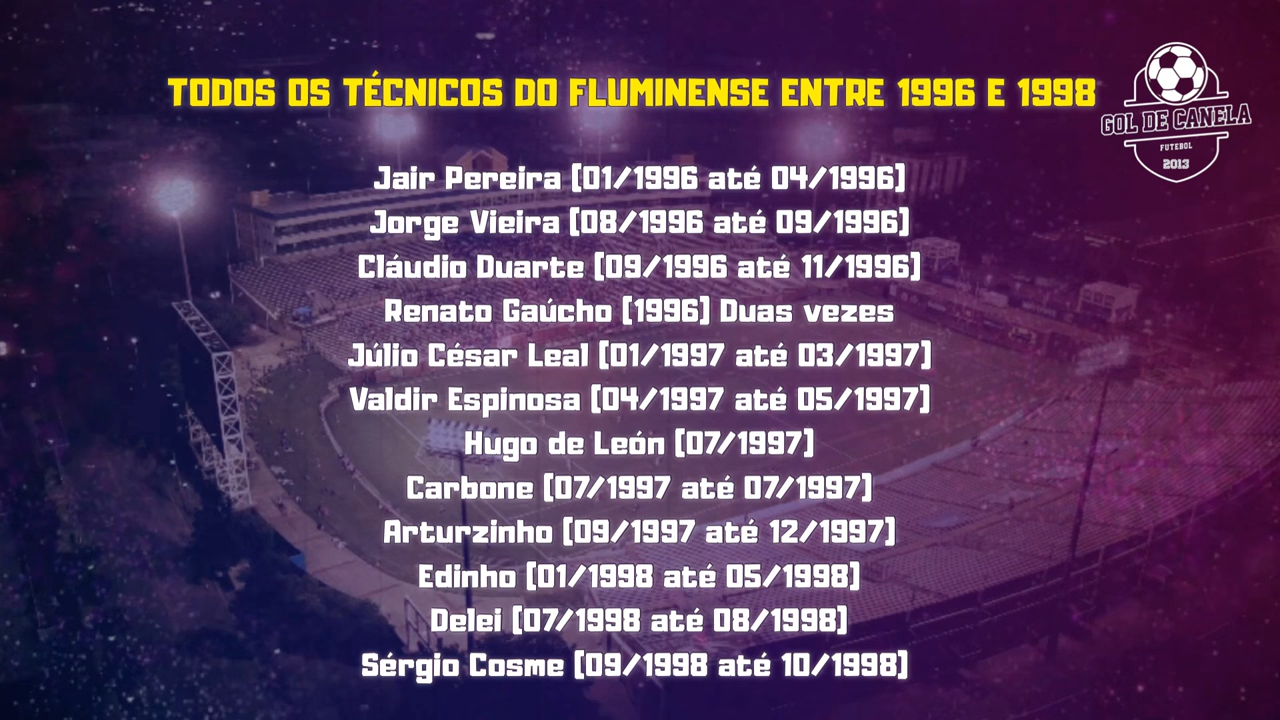 TODOS OS TÉCNICOS DO FLUMINENSE ENTRE 1996 E 1998
GOL DE CANELA
FUTEBOL
2013
Jair Pereira [01/1996 até 04/1996]
Jorge Vieira [08/1996 até 09/1996]
Cláudio Duarte [09/1996 até 11/1996]
Renato Gaúcho [1996] Duas vezes
Júlio César Leal [01/1997 até 03/1997]
Valdir Espinosa [04/1997 até 05/1997]
Hugo de León [07/1997]
Carbone [07/1997 até 07/1997]
Arturzinho [09/1997 até 12/1997]
Edinho [01/1998 até 05/1998]
Delei [07/1998 até 08/1998]
Sérgio Cosme [09/1998 até 10/1998]